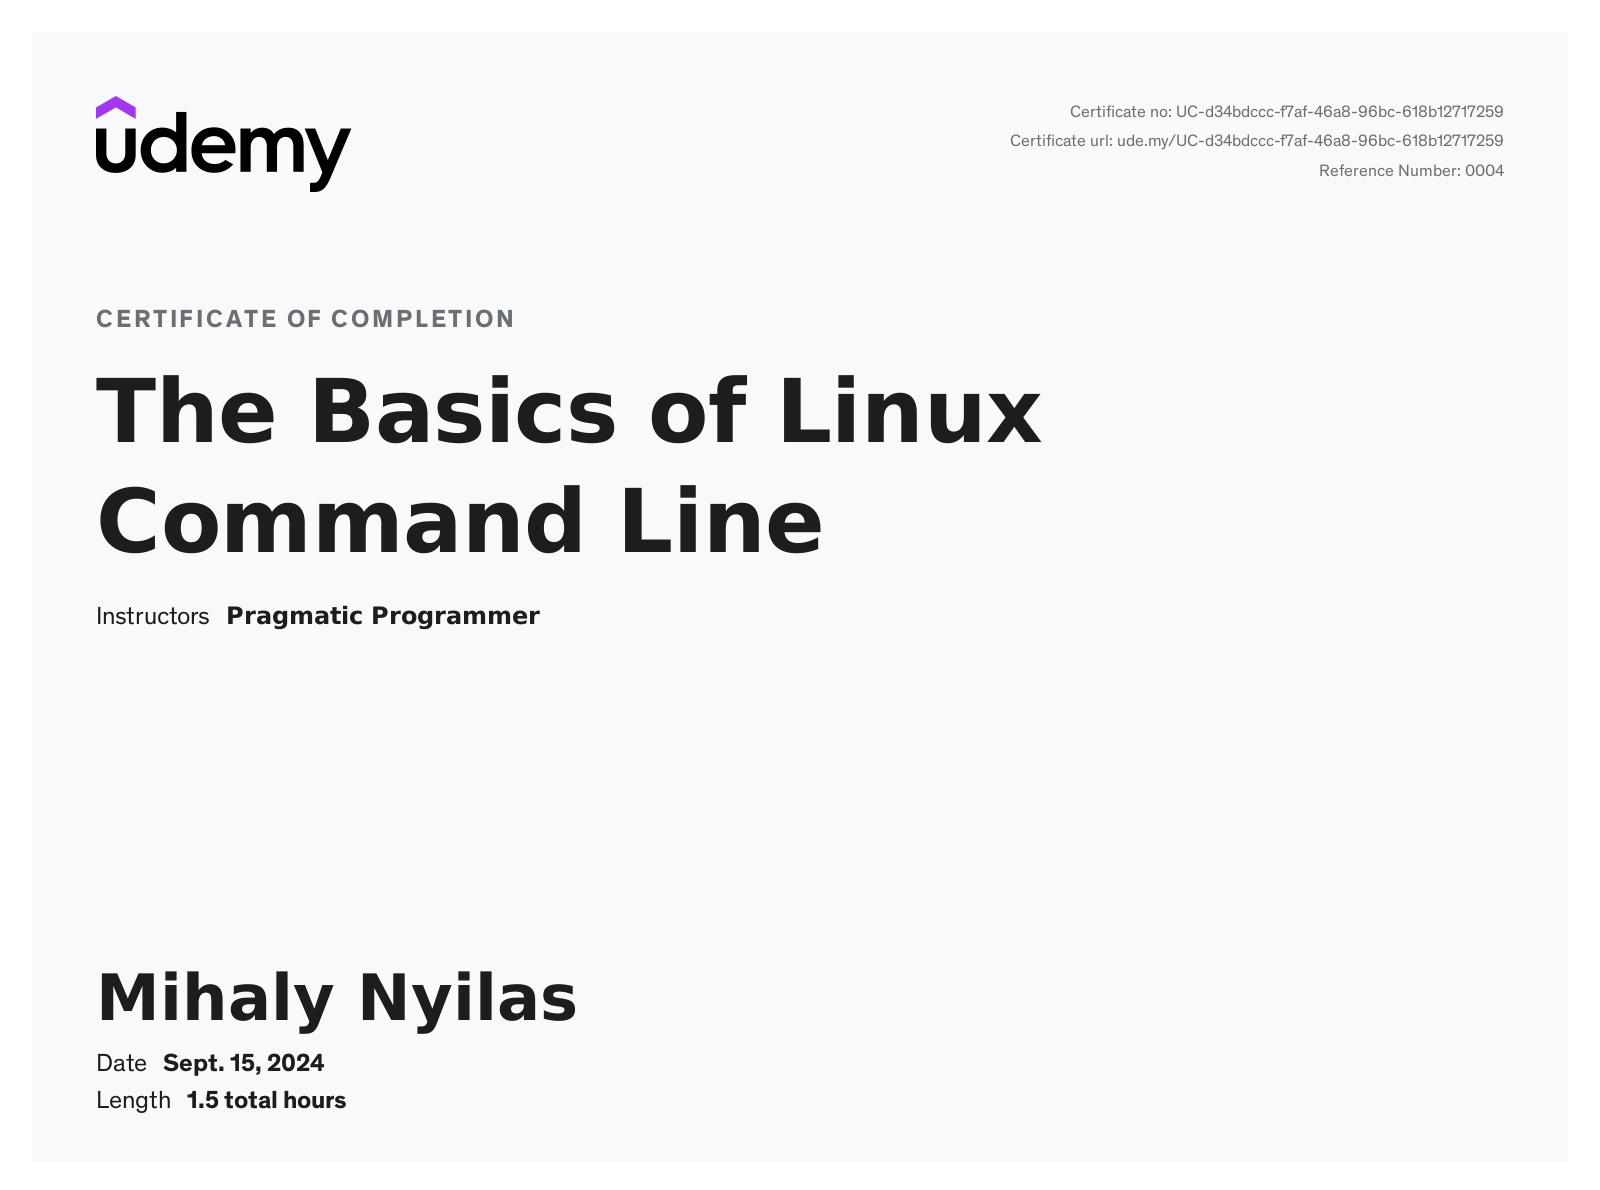 udemy
Certificate no: UC-d34bdccc-f7af-46a8-96bc-618b12717259
Certificate url: ude.my/UC-d34bdccc-f7af-46a8-96bc-618b12717259
Reference Number: 0004
CERTIFICATE OF COMPLETION
The Basics of Linux
Command Line
Instructors Pragmatic Programmer
Mihaly Nyilas
Date Sept. 15, 2024
Length 1.5 total hours